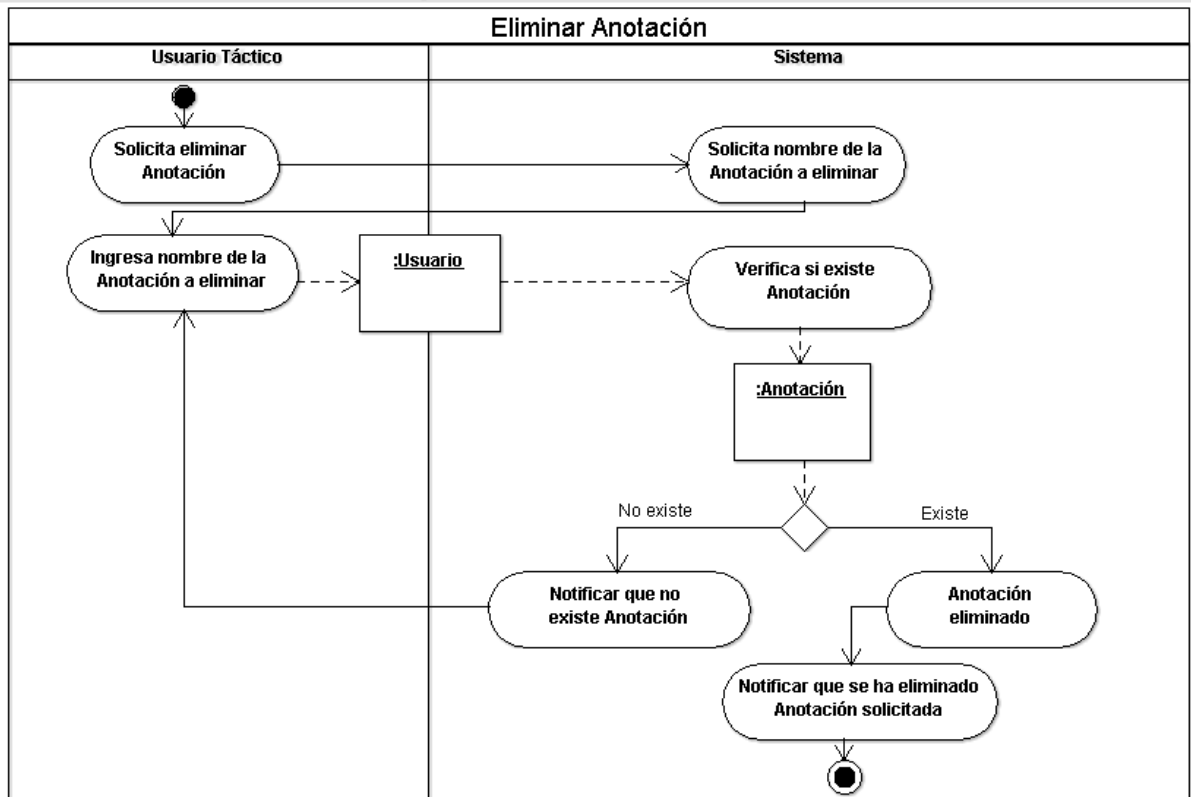 Eliminar Anotación
Usuario Táctico
Sistema
Solicita eliminar
Anotación
Solicita nombre de la
Anotación a eliminar
Ingresa nombre de la
Anotación a eliminar
:Usuario
Verifica si existe
Anotación
:Anotación
No existe
Existe
Notificar que no
existe Anotación
Anotación
eliminado
Notificar que se ha eliminado
Anotación solicitada